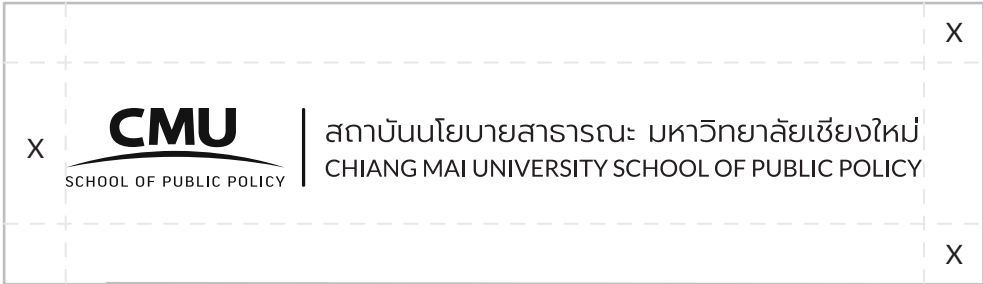 X
CMU
SCHOOL OF PUBLIC POLICY
สถาบันนโยบายสาธารณะ มหาวิทยาลัยเชียงใหม่
CHIANG MAI UNIVERSITY SCHOOL OF PUBLIC POLICY
X
X